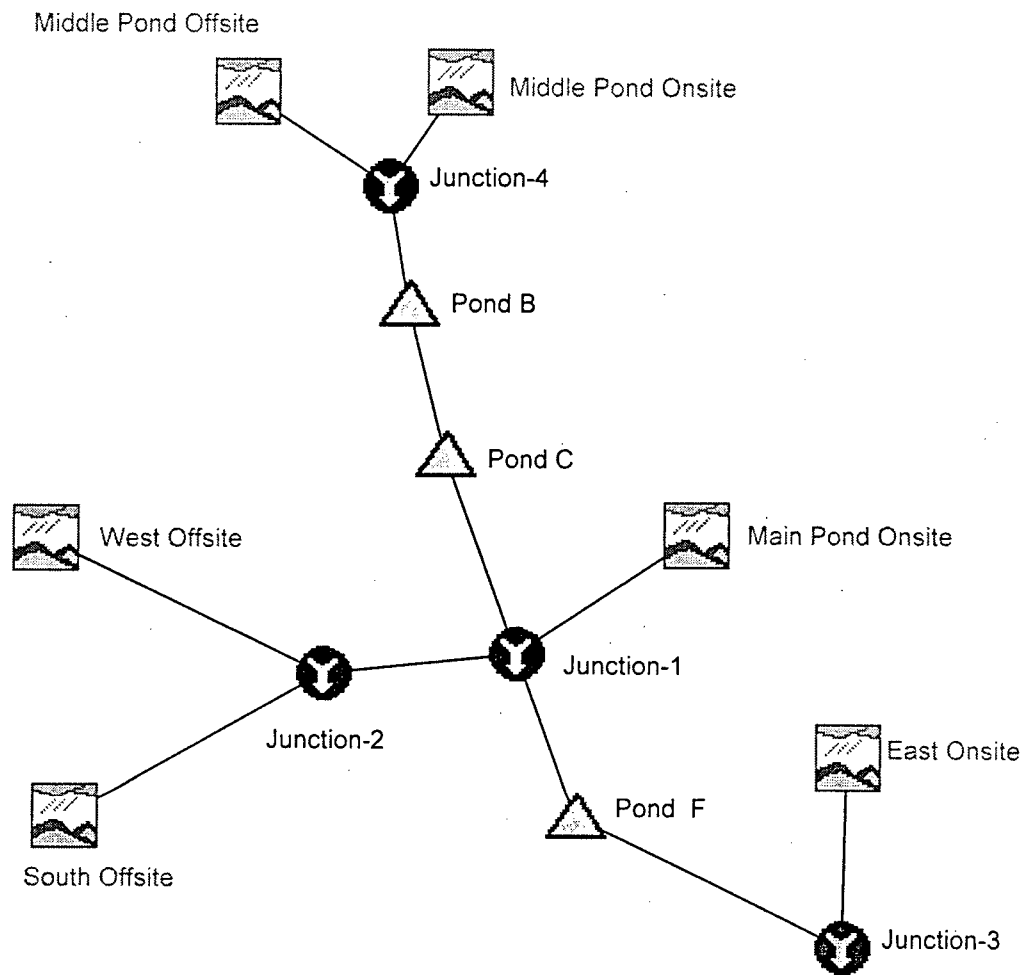 Middle Pond Offsite
Middle Pond Onsite
Junction-4
Pond B
Pond C
West Offsite
Main Pond Onsite
Junction-1
Junction-2
East Onsite
Pond F
South Offsite
Junction-3